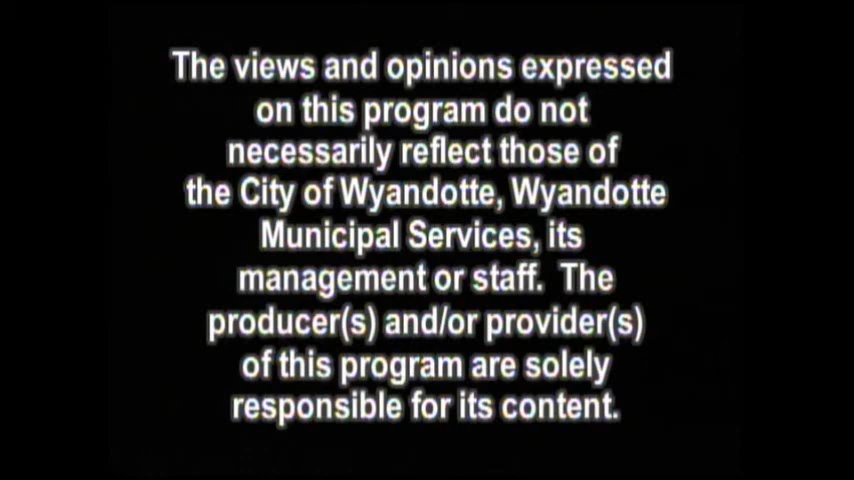 The views and opinions expressed
on this program do not
necessarily reflect those of
the City of Wyandotte, Wyandotte
Municipal Services, its
management or staff.  The
producer(s) and/or provider(s)
of this program are solely
responsible for its content.